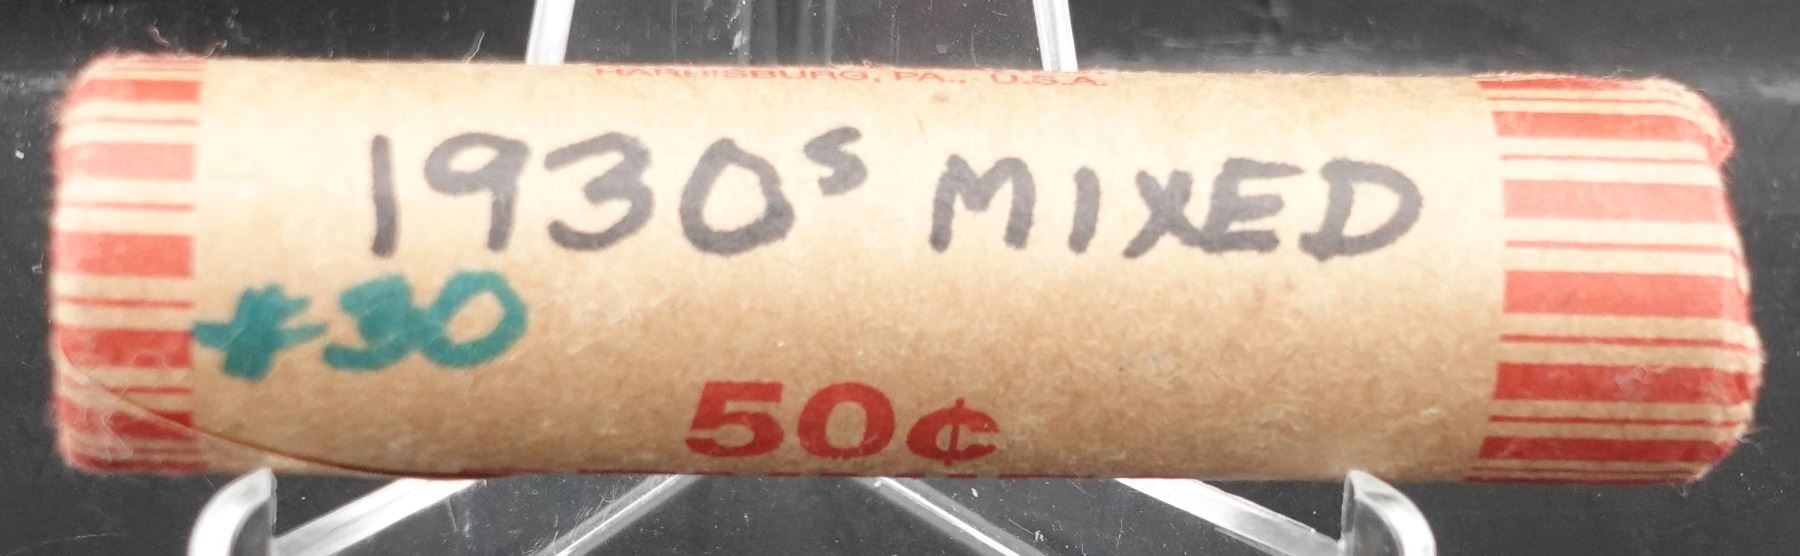 HARRISBURG, PA., U.S.A.
1930s MIXED
#30
50¢